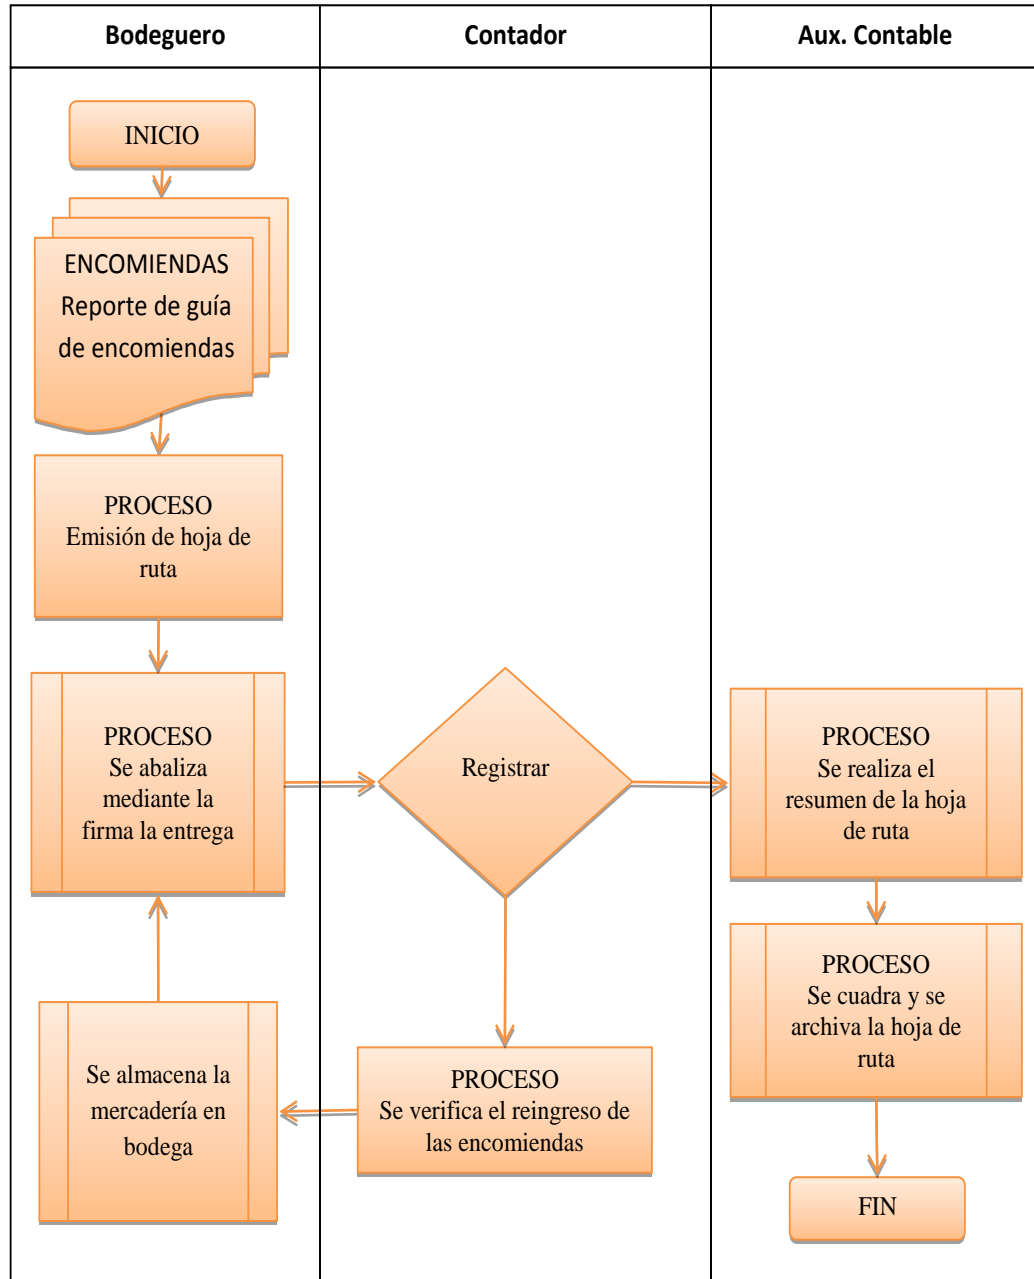 Bodeguero
Contador
Aux. Contable
INICIO
ENCOMIENDAS
Reporte de guía
de encomiendas
PROCESO
Emisión de hoja de
ruta
PROCESO
Se abaliza
mediante la
firma la entrega
Registrar
PROCESO
Se realiza el
resumen de la hoja
de ruta
PROCESO
Se cuadra y se
archiva la hoja de
ruta
Se almacena la
mercadería en
bodega
PROCESO
Se verifica el reingreso de
las encomiendas
FIN